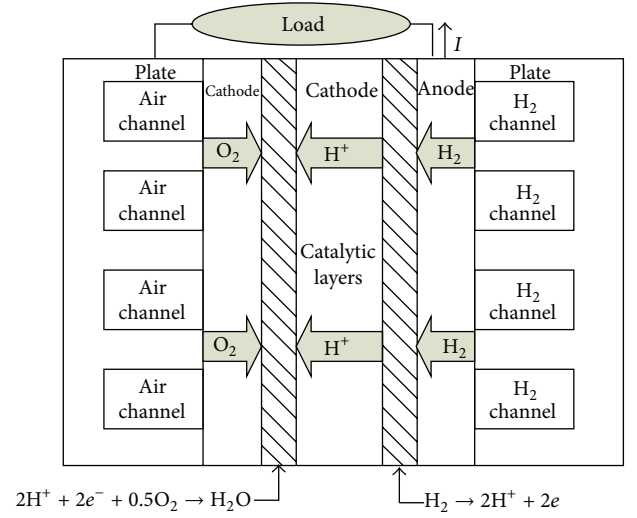 Load
I
Plate
Cathode
Cathode
Anode
Plate
Air
channel
H₂
channel
O₂
H⁺
H₂
Air
channel
H₂
channel
Catalytic
layers
Air
channel
H₂
channel
O₂
H⁺
H₂
Air
channel
H₂
channel
2H⁺ + 2e⁻ + 0.5O₂ → H₂O
H₂ → 2H⁺ + 2e